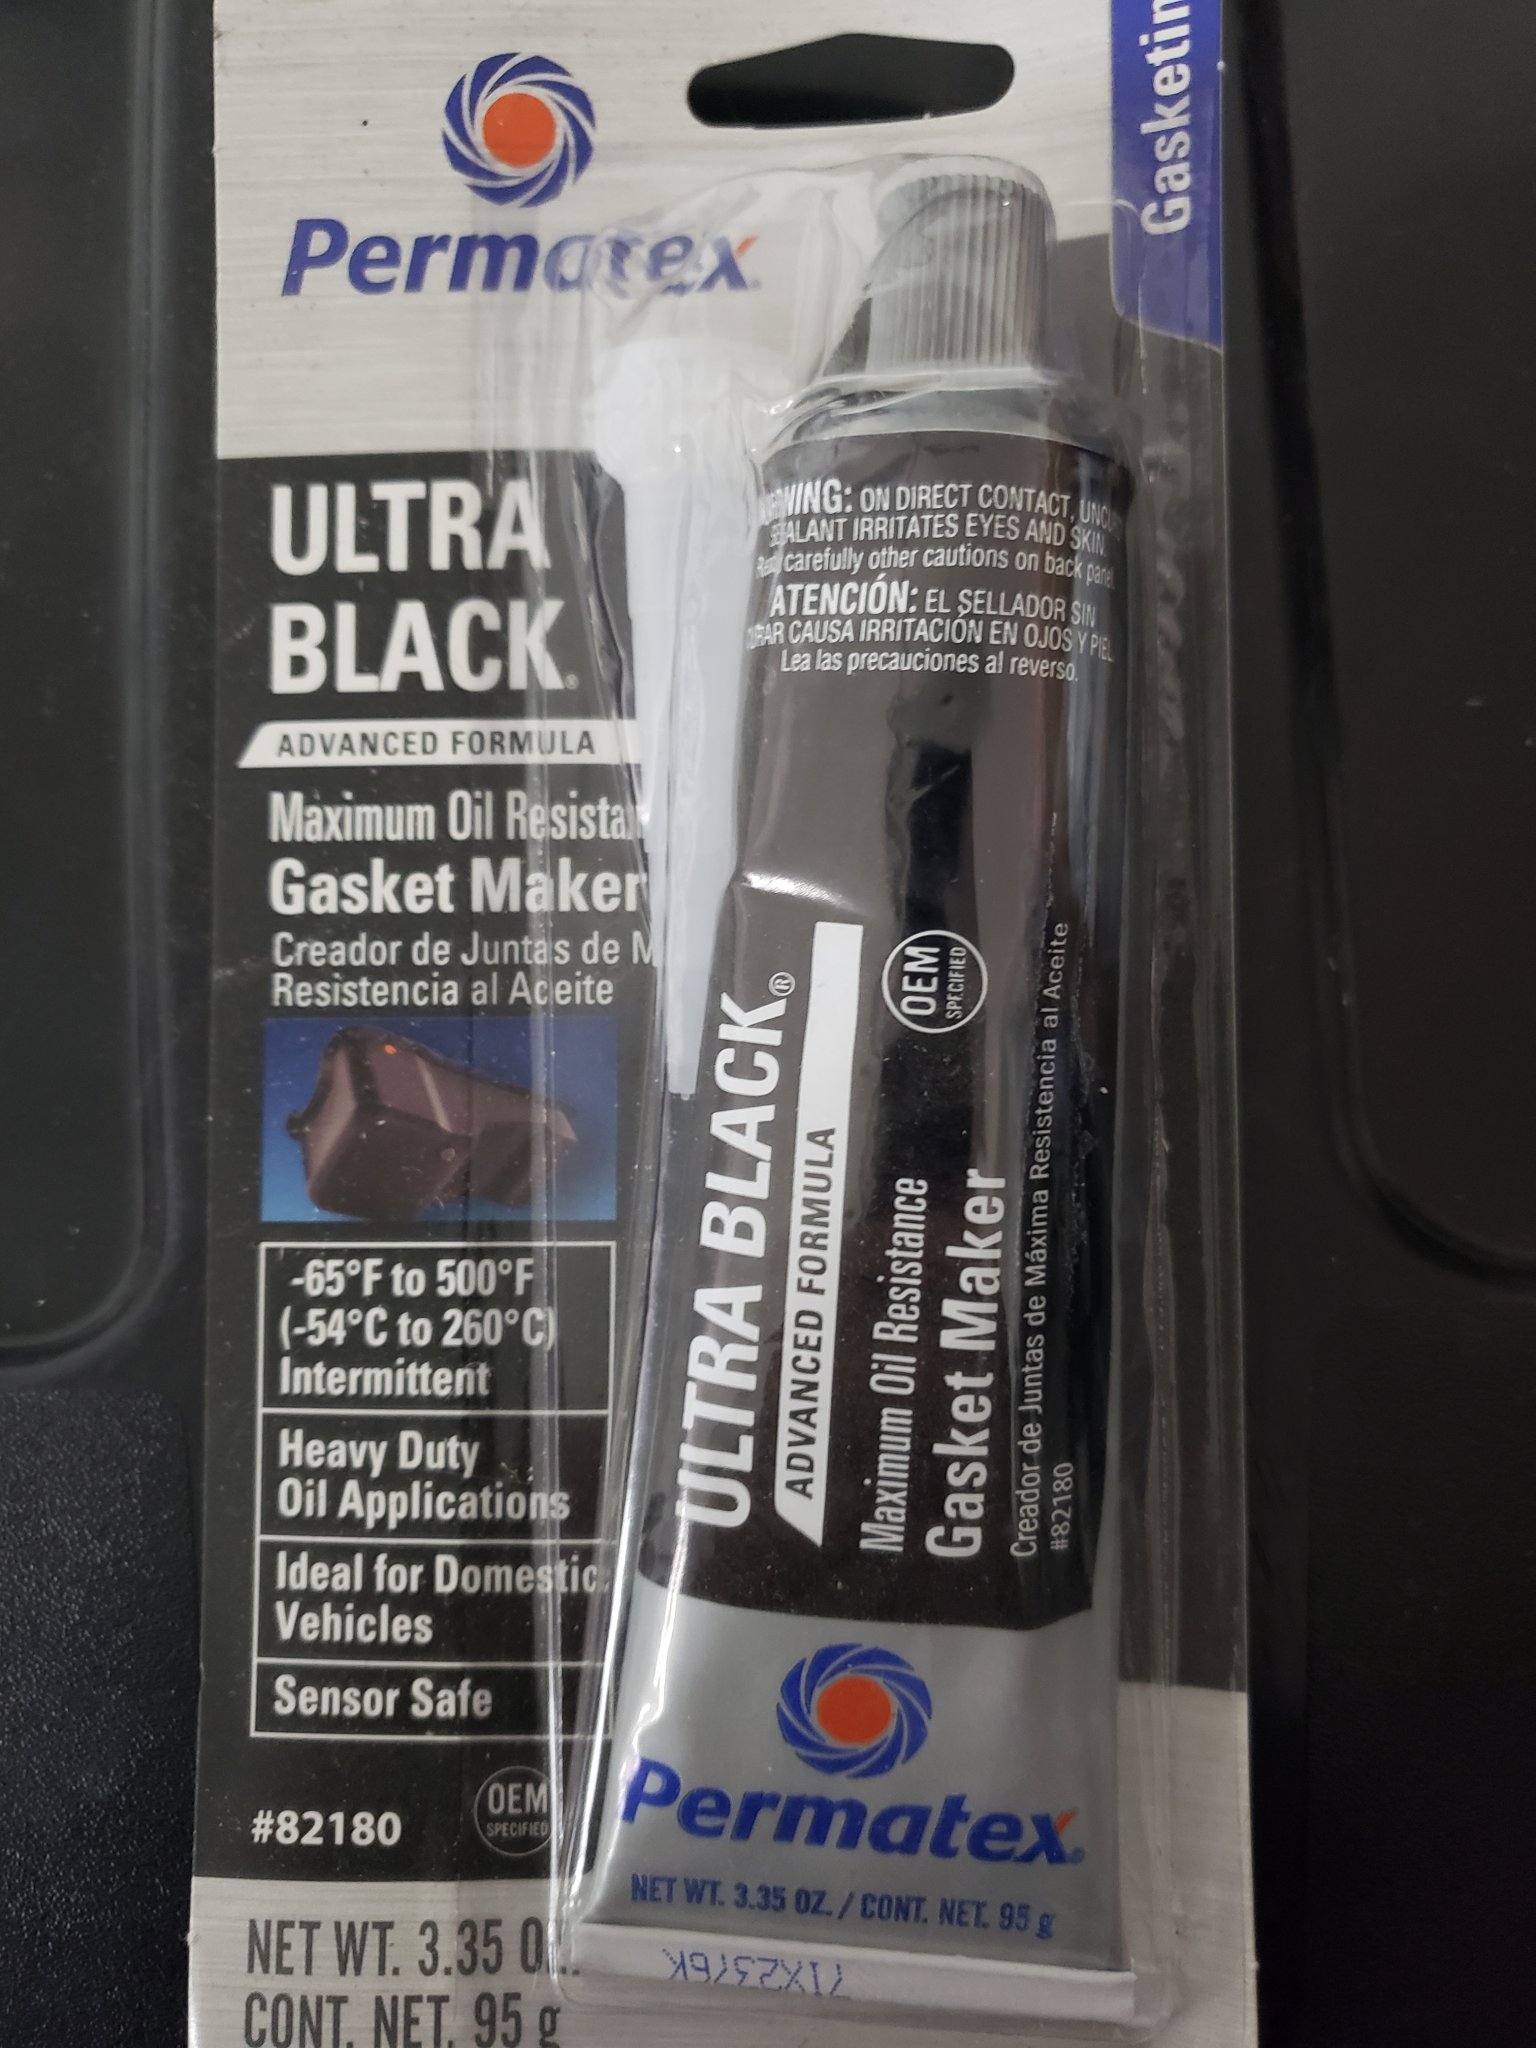 Gasketin
Permatex
ULTRA
BLACK®
ADVANCED FORMULA
Maximum Oil Resistan
Gasket Maker
Creador de Juntas de M
Resistencia al Aceite
-65°F to 500°F
(-54°C to 260°C)
Intermittent
Heavy Duty
Oil Applications
Ideal for Domestic
Vehicles
Sensor Safe
#82180
OEM
SPECIFIED
NET WT. 3.35 O
CONT. NET. 95 g
WARNING: ON DIRECT CONTACT, UNCU
SEALANT IRRITATES EYES AND SKIN.
Read carefully other cautions on back panel
ATENCIÓN: EL SELLADOR SIN
CURAR CAUSA IRRITACIÓN EN OJOS Y PIEL.
Lea las precauciones al reverso.
ULTRA BLACK®
ADVANCED FORMULA
OEM
SPECIFIED
Maximum Oil Resistance
Gasket Maker
Creador de Juntas de Máxima Resistencia al Aceite
#82180
Permatex®
NET WT. 3.35 OZ. / CONT. NET. 95 g